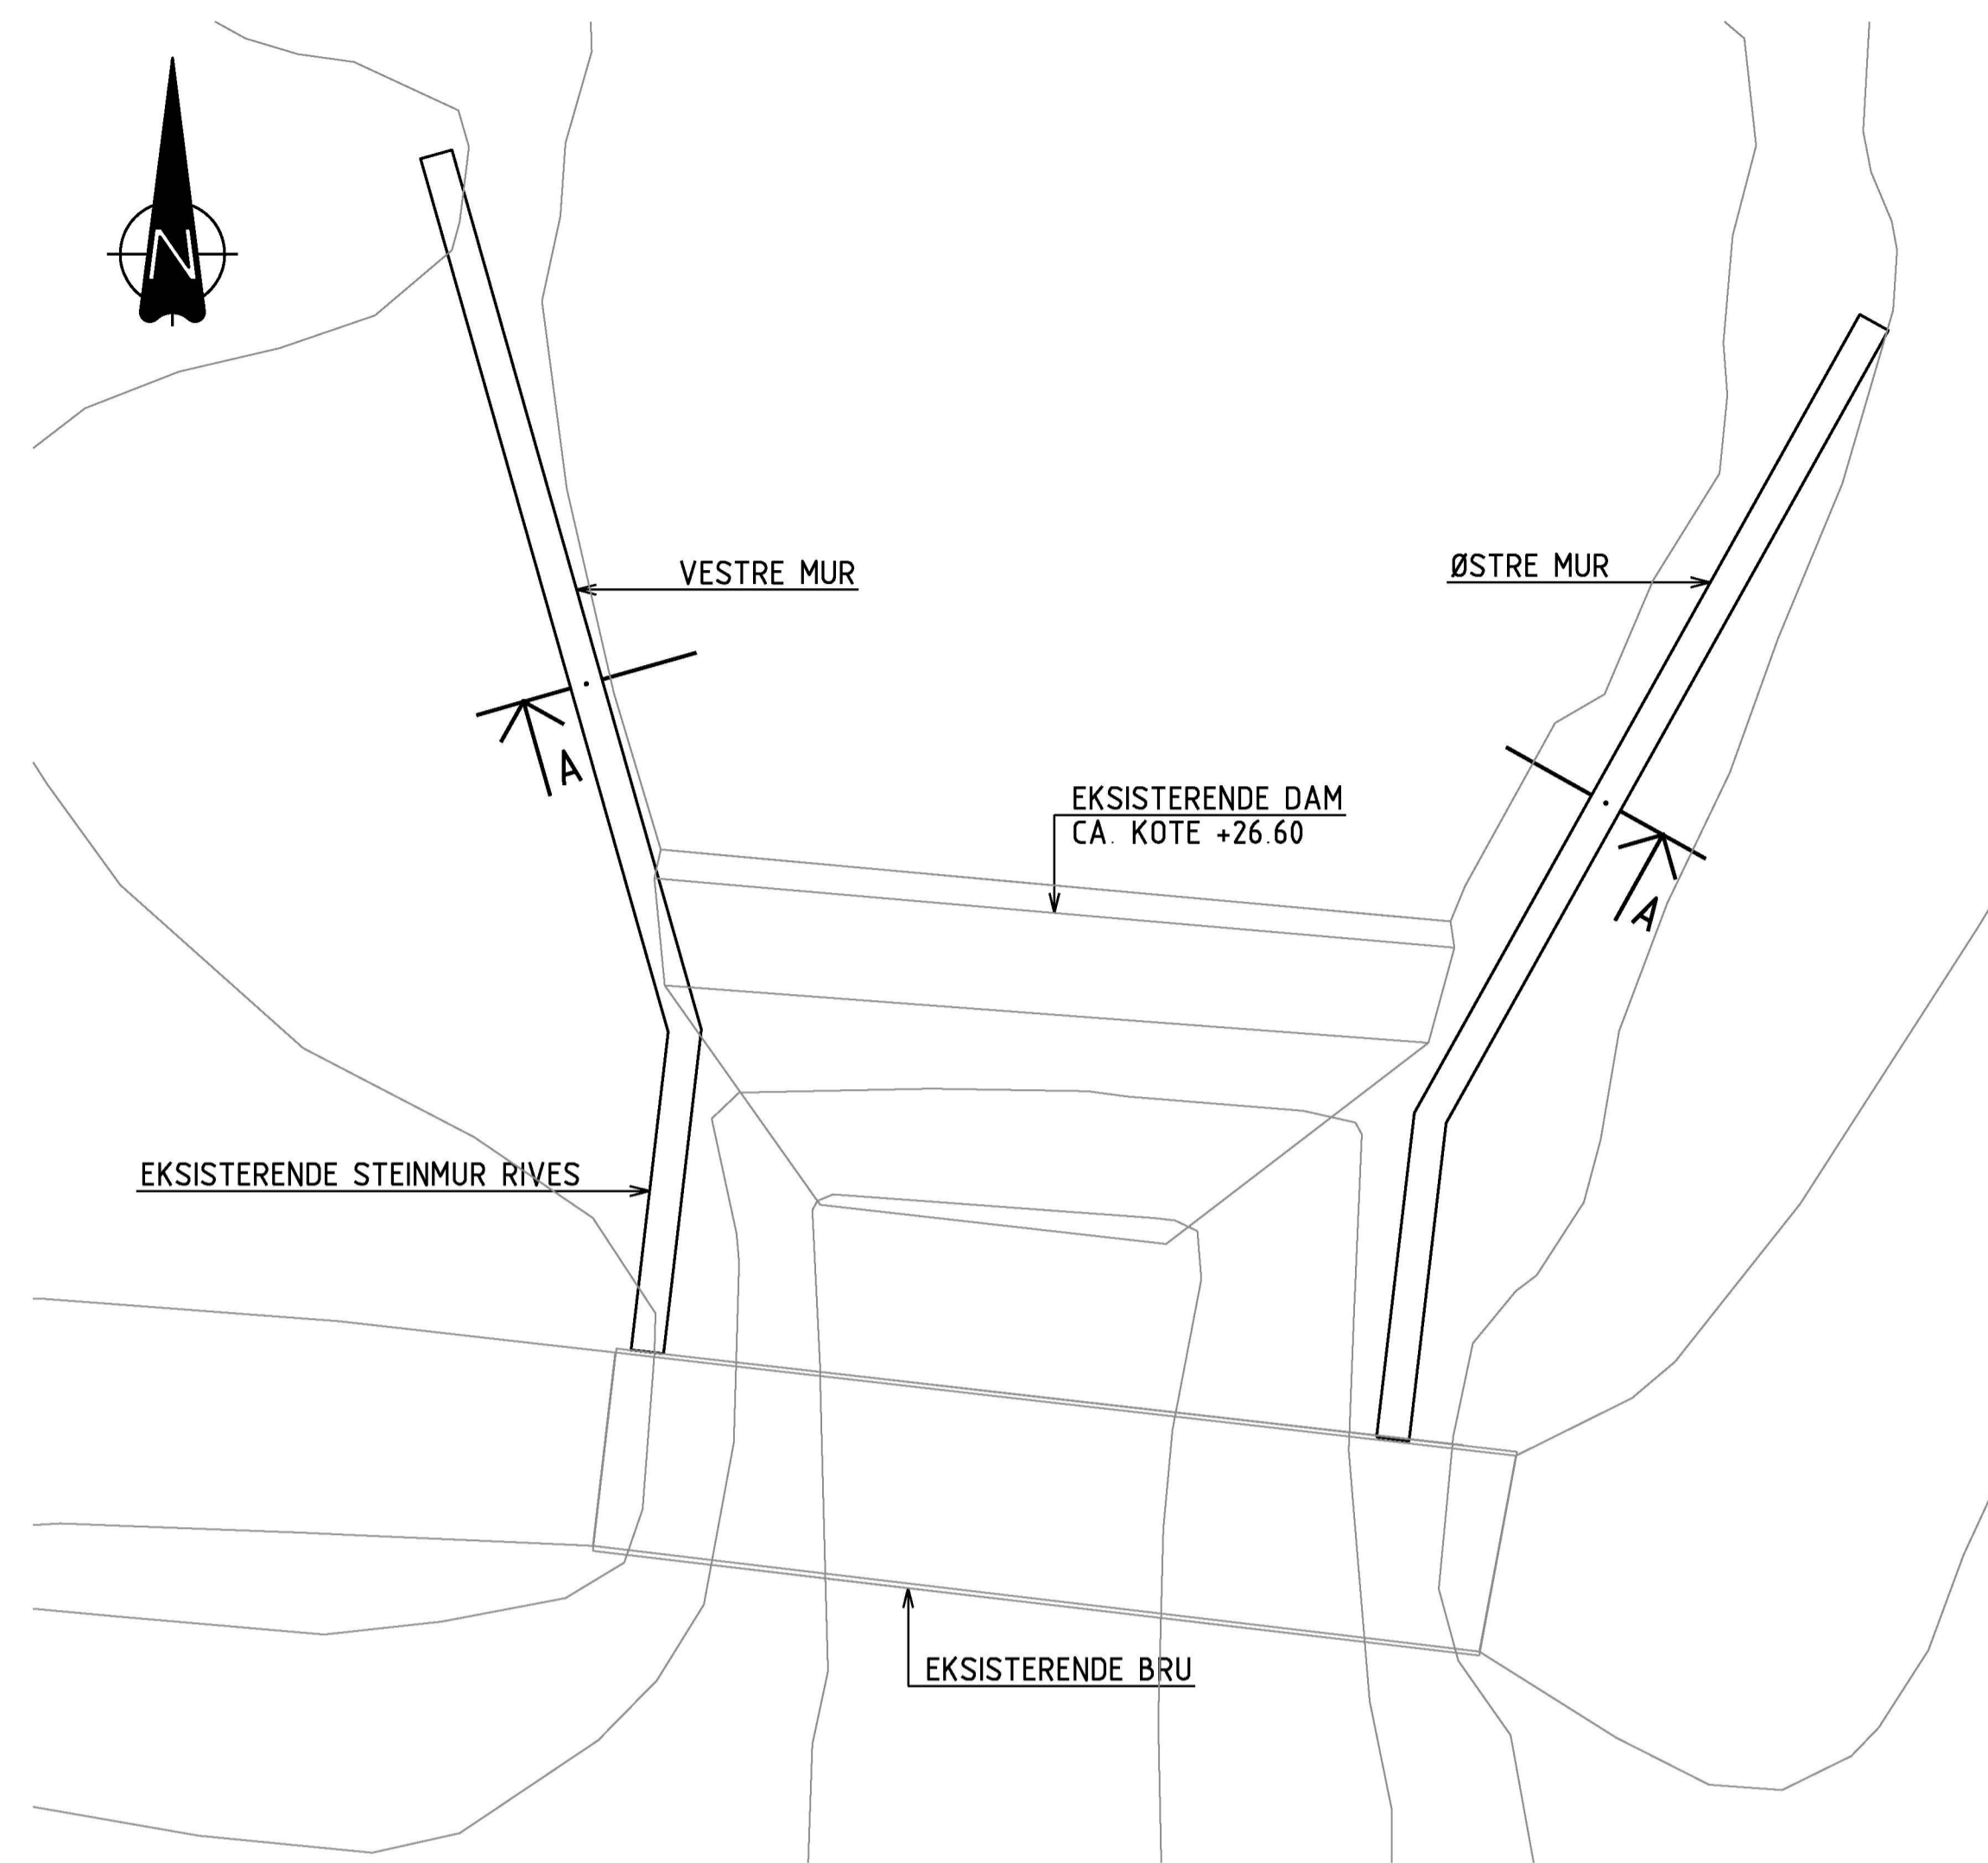 N
VESTRE MUR
ØSTRE MUR
A
EKSISTERENDE DAM
CA. KOTE +26.60
A
EKSISTERENDE STEINMUR RIVES
EKSISTERENDE BRU